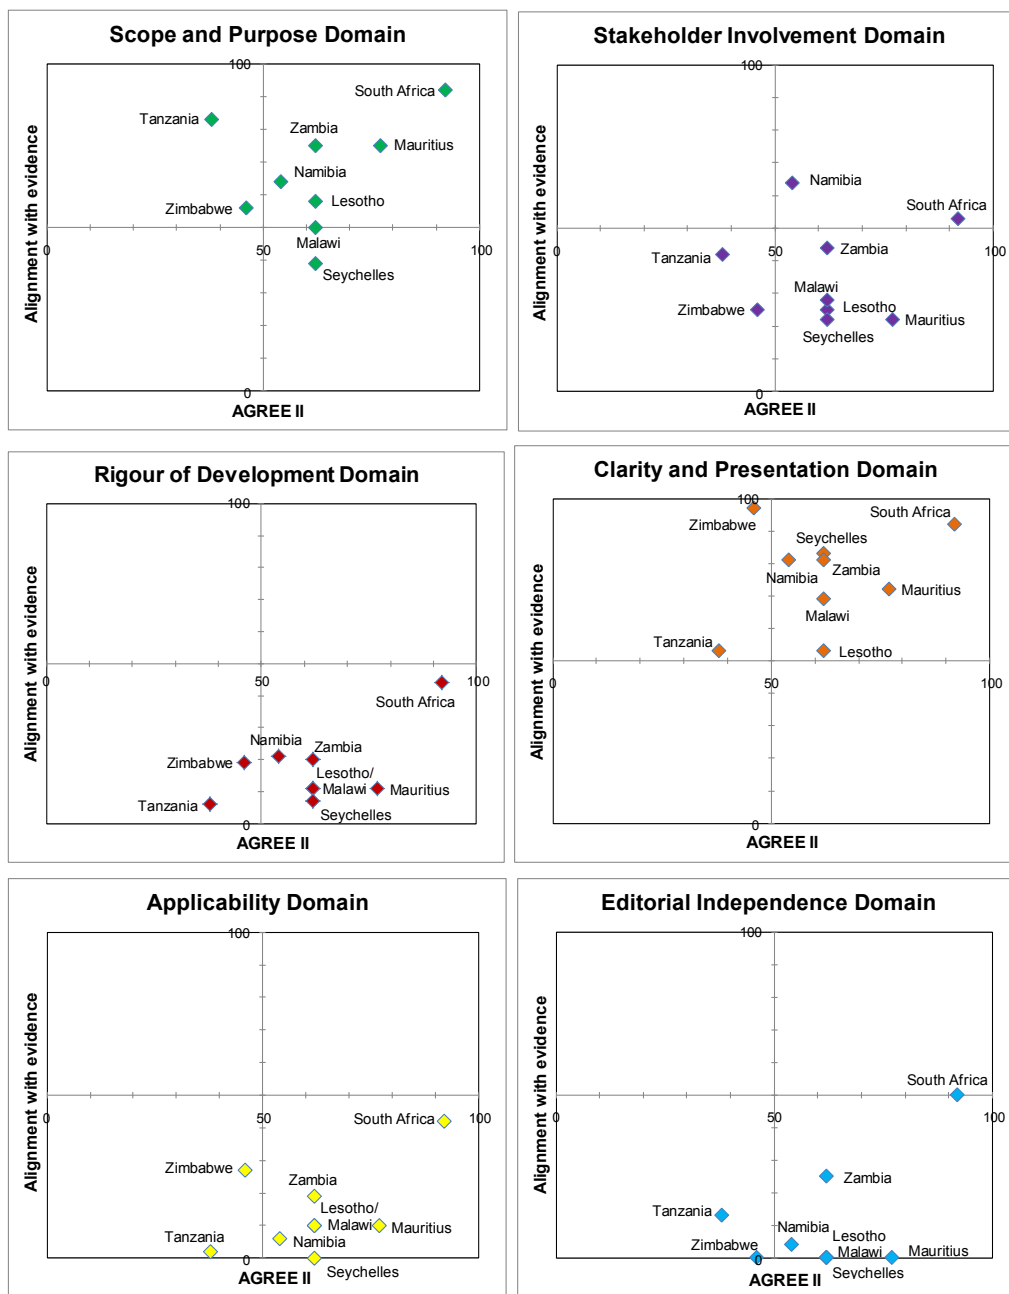 Scope and Purpose Domain
Alignment with evidence
100
South Africa
Tanzania
Zambia
Mauritius
Namibia
Lesotho
Zimbabwe
Malawi
0
50
100
Seychelles
0
AGREE II
Stakeholder Involvement Domain
Alignment with evidence
100
Namibia
South Africa
0
50
100
Zambia
Tanzania
Malawi
Zimbabwe
Lesotho
Mauritius
Seychelles
0
AGREE II
Rigour of Development Domain
Alignment with evidence
100
0
50
100
South Africa
Namibia
Zambia
Zimbabwe
Lesotho/
Malawi
Mauritius
Tanzania
Seychelles
0
AGREE II
Clarity and Presentation Domain
Alignment with evidence
100
South Africa
Zimbabwe
Seychelles
Zambia
Namibia
Mauritius
Malawi
Tanzania
Lesotho
0
50
100
0
AGREE II
Applicability Domain
Alignment with evidence
100
0
50
100
South Africa
Zimbabwe
Zambia
Lesotho/
Malawi
Mauritius
Tanzania
Namibia
Seychelles
0
AGREE II
Editorial Independence Domain
Alignment with evidence
100
South Africa
0
50
100
Zambia
Tanzania
Namibia
Lesotho
Zimbabwe
Malawi
Mauritius
Seychelles
0
AGREE II